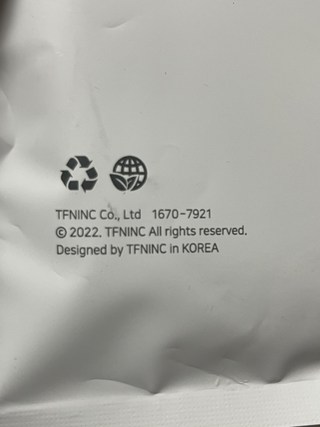 TFNINC Co., Ltd 1670-7921
© 2022. TFNINC All rights reserved.
Designed by TFNINC in KOREA